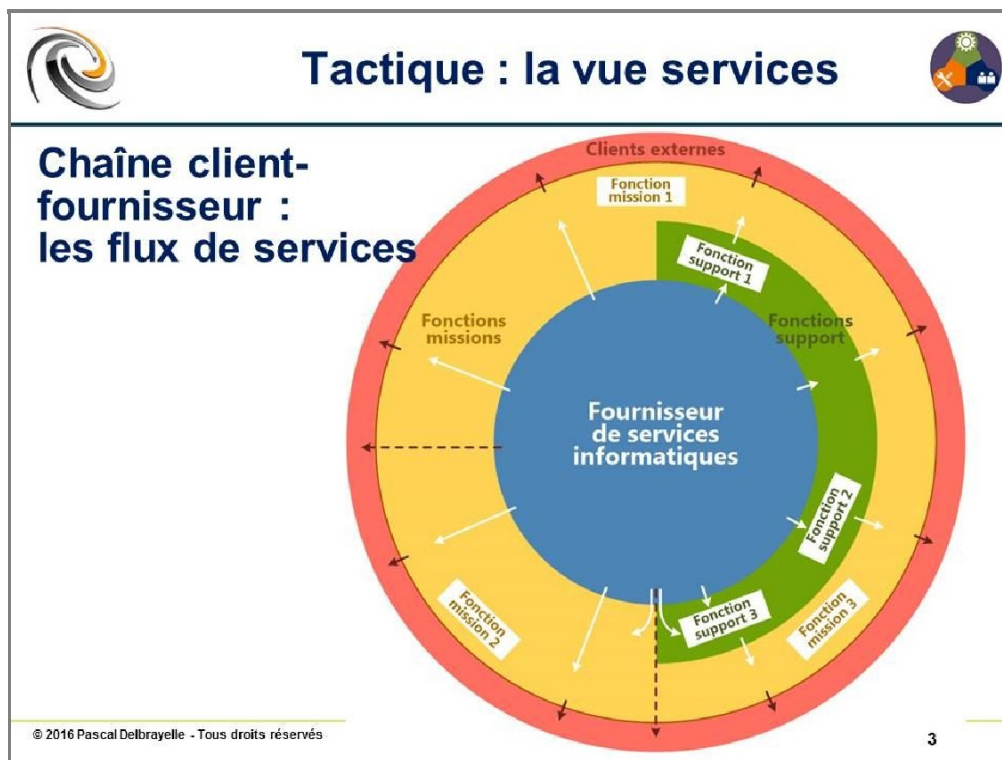 Tactique : la vue services
Chaîne client-
fournisseur :
les flux de services
Clients externes
Fonction
mission 1
Fonction
support 1
Fonctions
missions
Fonctions
support
Fournisseur
de services
informatiques
Fonction
support 2
Fonction
mission 2
Fonction
support 3
Fonction
mission 3
© 2016 Pascal Delbrayelle - Tous droits réservés
3